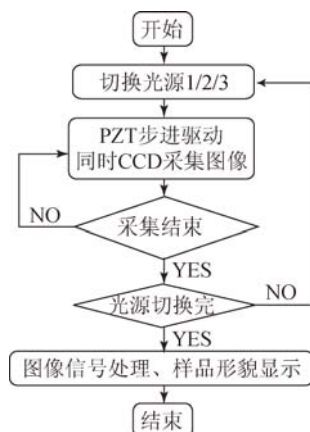 开始
切换光源1/2/3
PZT步进驱动
同时CCD采集图像
NO
采集结束
YES
光源切换完
NO
YES
图像信号处理、样品形貌显示
结束